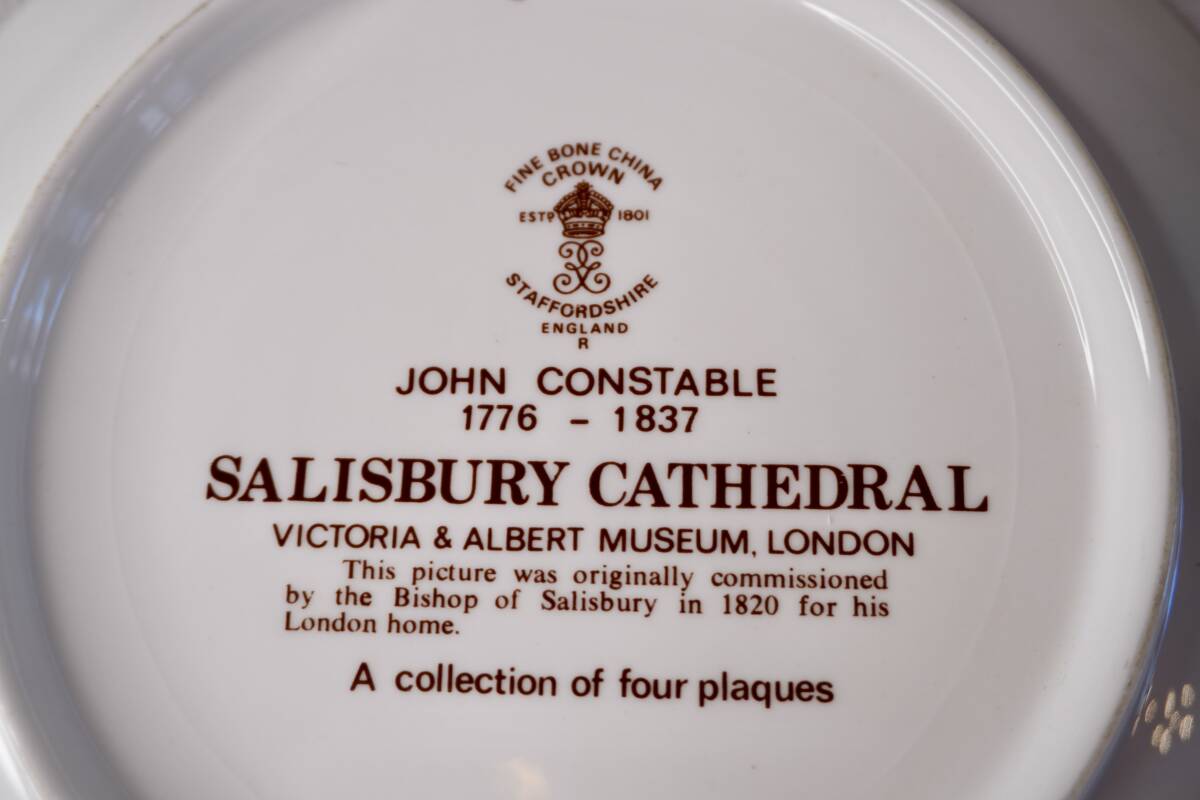 FINE BONE CHINA
CROWN
ESTD 1801
STAFFORDSHIRE
ENGLAND
R
JOHN CONSTABLE
1776 - 1837
SALISBURY CATHEDRAL
VICTORIA & ALBERT MUSEUM, LONDON
This picture was originally commissioned
by the Bishop of Salisbury in 1820 for his
London home.
A collection of four plaques